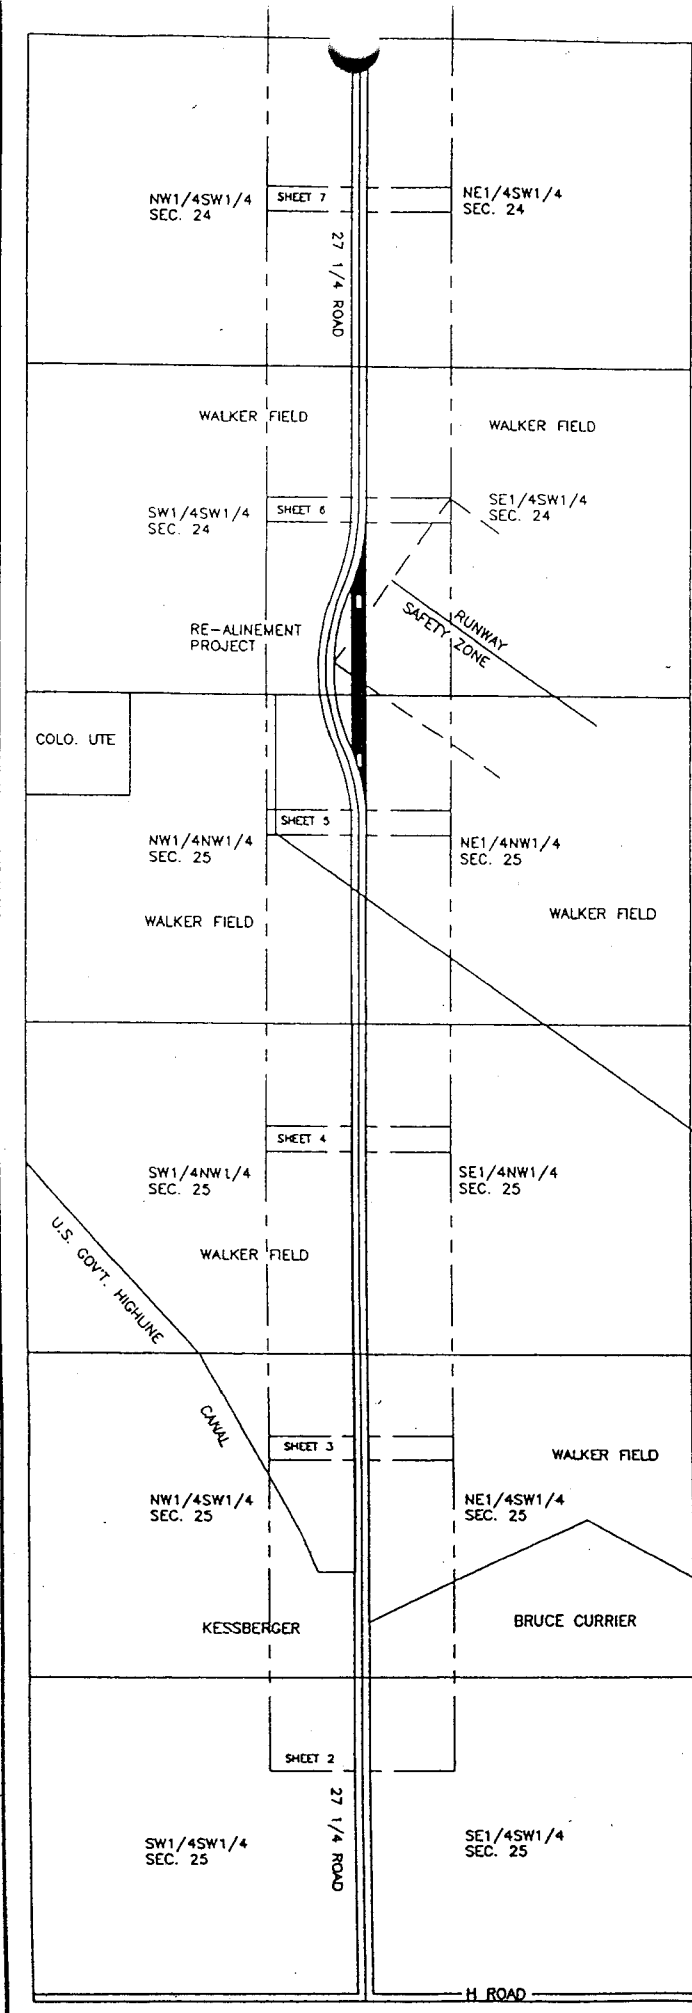 NW1/4SW1/4
SEC. 24
SHEET 7
NE1/4SW1/4
SEC. 24
27 1/4 ROAD
WALKER FIELD
WALKER FIELD
SW1/4SW1/4
SEC. 24
SHEET 6
SE1/4SW1/4
SEC. 24
RUNWAY
SAFETY ZONE
RE-ALINEMENT
PROJECT
COLO. UTE
SHEET 5
NW1/4NW1/4
SEC. 25
NE1/4NW1/4
SEC. 25
WALKER FIELD
WALKER FIELD
SHEET 4
SW1/4NW1/4
SEC. 25
SE1/4NW1/4
SEC. 25
U.S. GOV'T. HIGHLINE
WALKER FIELD
CANAL
SHEET 3
WALKER FIELD
NW1/4SW1/4
SEC. 25
NE1/4SW1/4
SEC. 25
KESSBERGER
BRUCE CURRIER
SHEET 2
27 1/4 ROAD
SW1/4SW1/4
SEC. 25
SE1/4SW1/4
SEC. 25
H ROAD